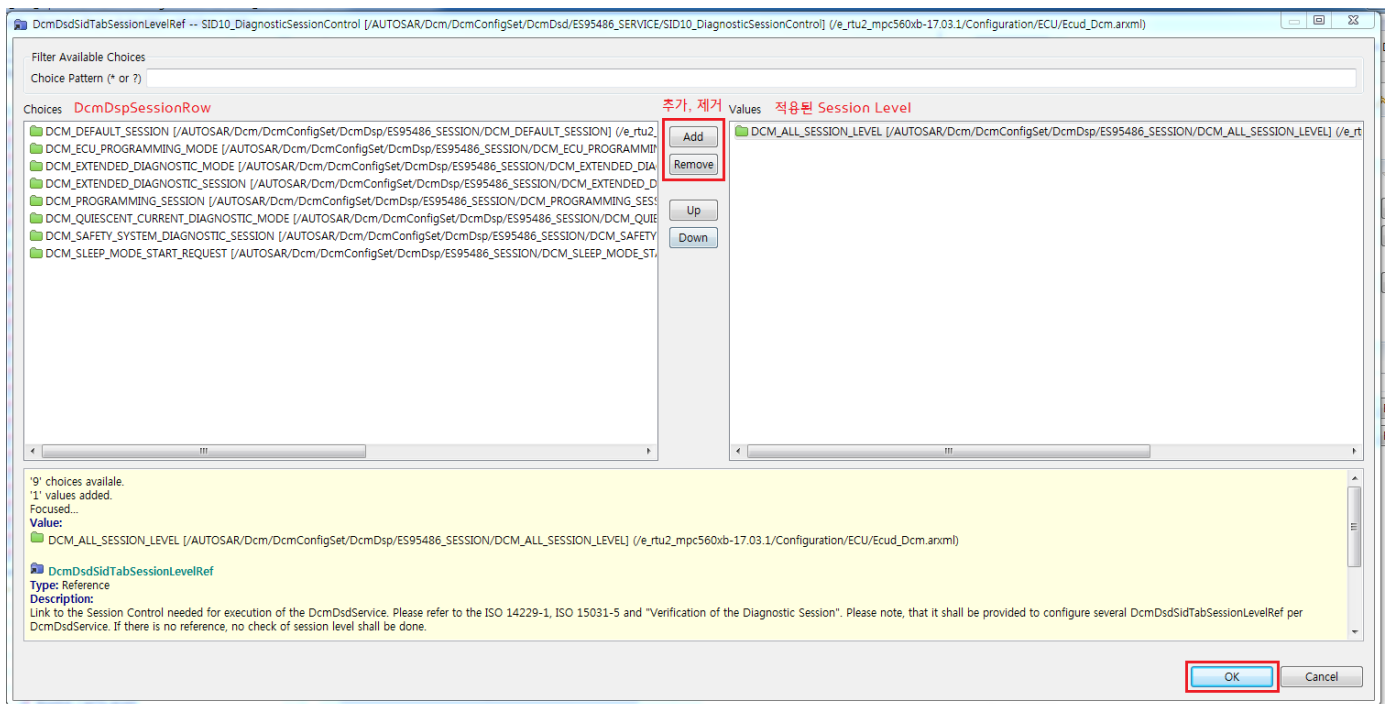 DcmDsdSidTabSessionLevelRef -- SID10_DiagnosticSessionControl [/AUTOSAR/Dcm/DcmConfigSet/DcmDsd/ES95486_SERVICE/SID10_DiagnosticSessionControl] (/e_rtu2_mpc560xb-17.03.1/Configuration/ECU/Ecud_Dcm.arxml)
Filter Available Choices
Choice Pattern (* or ?)
Choices DcmDspSessionRow
추가, 제거
Values 적용된 Session Level
DCM_DEFAULT_SESSION [/AUTOSAR/Dcm/DcmConfigSet/DcmDsp/ES95486_SESSION/DCM_DEFAULT_SESSION] (/e_rtu2_
DCM_ECU_PROGRAMMING_MODE [/AUTOSAR/Dcm/DcmConfigSet/DcmDsp/ES95486_SESSION/DCM_ECU_PROGRAMMIN
DCM_EXTENDED_DIAGNOSTIC_MODE [/AUTOSAR/Dcm/DcmConfigSet/DcmDsp/ES95486_SESSION/DCM_EXTENDED_DIA
DCM_EXTENDED_DIAGNOSTIC_SESSION [/AUTOSAR/Dcm/DcmConfigSet/DcmDsp/ES95486_SESSION/DCM_EXTENDED_D
DCM_PROGRAMMING_SESSION [/AUTOSAR/Dcm/DcmConfigSet/DcmDsp/ES95486_SESSION/DCM_PROGRAMMING_SES
DCM_QUIESCENT_CURRENT_DIAGNOSTIC_MODE [/AUTOSAR/Dcm/DcmConfigSet/DcmDsp/ES95486_SESSION/DCM_QUIE
DCM_SAFETY_SYSTEM_DIAGNOSTIC_SESSION [/AUTOSAR/Dcm/DcmConfigSet/DcmDsp/ES95486_SESSION/DCM_SAFETY
DCM_SLEEP_MODE_START_REQUEST [/AUTOSAR/Dcm/DcmConfigSet/DcmDsp/ES95486_SESSION/DCM_SLEEP_MODE_ST
Add
Remove
Up
Down
DCM_ALL_SESSION_LEVEL [/AUTOSAR/Dcm/DcmConfigSet/DcmDsp/ES95486_SESSION/DCM_ALL_SESSION_LEVEL] (/e_rt
'9' choices availale.
'1' values added.
Focused...
Value:
DCM_ALL_SESSION_LEVEL [/AUTOSAR/Dcm/DcmConfigSet/DcmDsp/ES95486_SESSION/DCM_ALL_SESSION_LEVEL] (/e_rtu2_mpc560xb-17.03.1/Configuration/ECU/Ecud_Dcm.arxml)
DcmDsdSidTabSessionLevelRef
Type: Reference
Description:
Link to the Session Control needed for execution of the DcmDsdService. Please refer to the ISO 14229-1, ISO 15031-5 and "Verification of the Diagnostic Session". Please note, that it shall be provided to configure several DcmDsdSidTabSessionLevelRef per
DcmDsdService. If there is no reference, no check of session level shall be done.
OK
Cancel